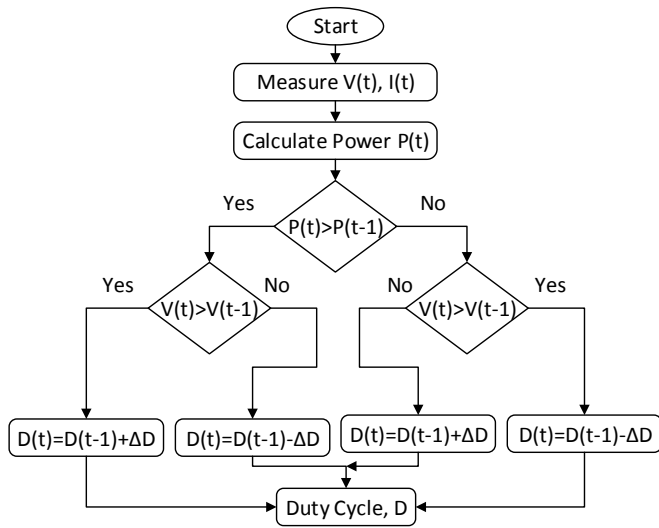 Start
Measure V(t), I(t)
Calculate Power P(t)
Yes
No
P(t)>P(t-1)
Yes
No
No
Yes
V(t)>V(t-1)
V(t)>V(t-1)
D(t)=D(t-1)+ΔD
D(t)=D(t-1)-ΔD
D(t)=D(t-1)+ΔD
D(t)=D(t-1)-ΔD
Duty Cycle, D